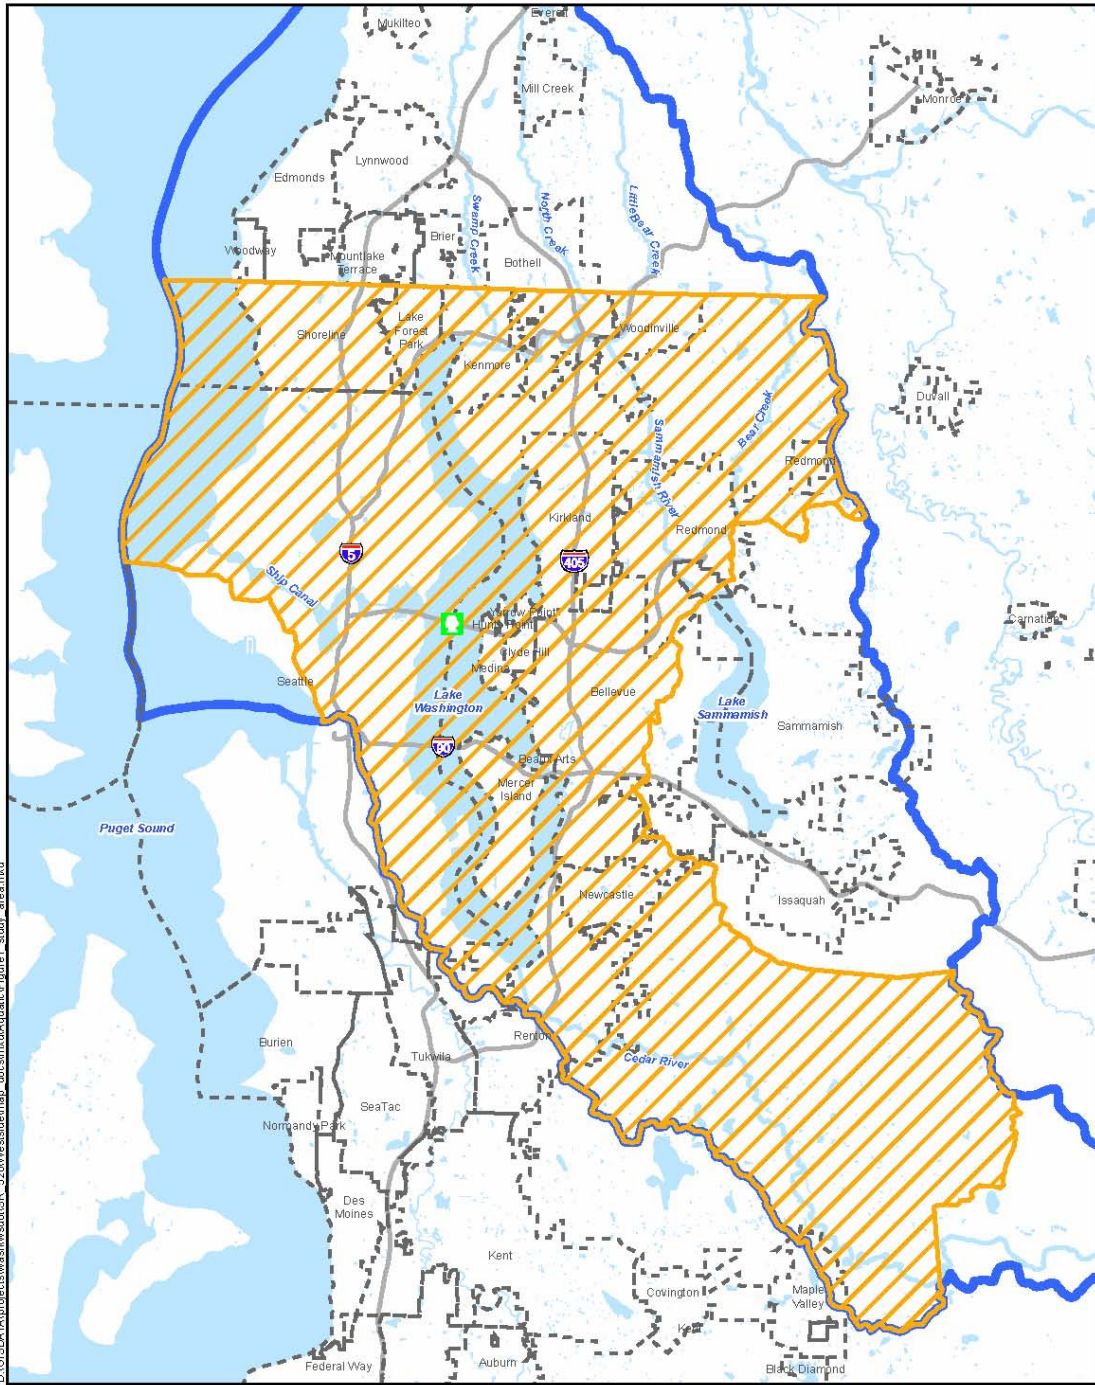 Mukilteo
Everett
Mill Creek
Monroe
Lynnwood
Edmonds
Swamp Creek
North Creek
Little Bear Creek
Woodway
Mountlake
Terrace
Brier
Bothell
Shoreline
Lake
Forest
Park
Kenmore
Woodinville
Duvall
Bear Creek
Sammamish River
Redmond
Kirkland
Redmond
5
405
Ship Canal
Yarrow Point
Hunts Point
Clyde Hill
Medina
Carnation
Seattle
Lake
Washington
Bellevue
Lake
Sammamish
Sammamish
90
Beaux Arts
Mercer
Island
Puget Sound
Newcastle
Issaquah
Renton
Burien
Tukwila
Cedar River
SeaTac
Normandy Park
Des
Moines
Kent
Covington
Maple
Valley
Kent
Federal Way
Auburn
Black Diamond